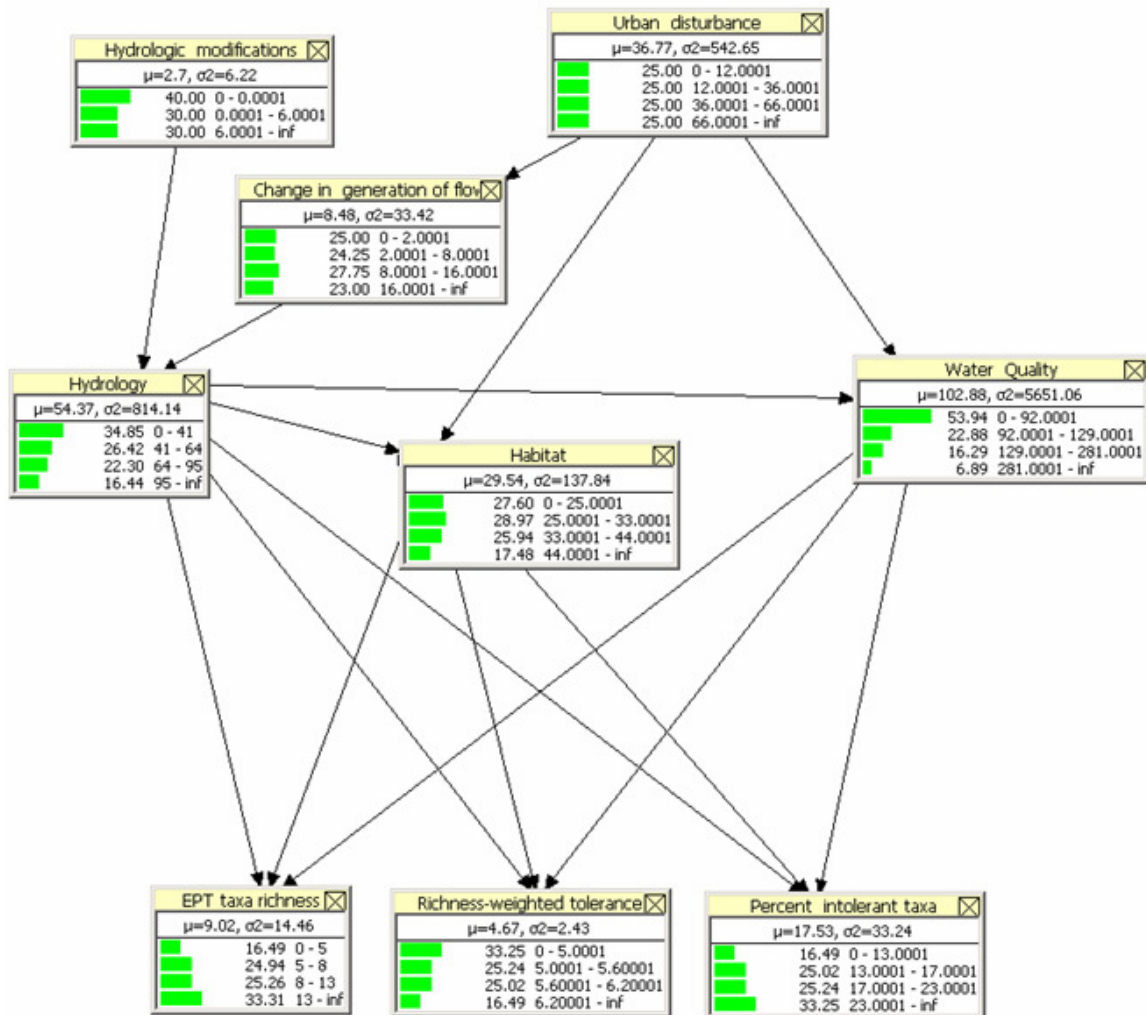 Hydrologic modifications
μ=2.7, σ2=6.22
40.00 0 - 0.0001
30.00 0.0001 - 6.0001
30.00 6.0001 - inf
Urban disturbance
μ=36.77, σ2=542.65
25.00 0 - 12.0001
25.00 12.0001 - 36.0001
25.00 36.0001 - 66.0001
25.00 66.0001 - inf
Change in generation of flow
μ=8.48, σ2=33.42
25.00 0 - 2.0001
24.25 2.0001 - 8.0001
27.75 8.0001 - 16.0001
23.00 16.0001 - inf
Hydrology
μ=54.37, σ2=814.14
34.85 0 - 41
26.42 41 - 64
22.30 64 - 95
16.44 95 - inf
Water Quality
μ=102.88, σ2=5651.06
53.94 0 - 92.0001
22.88 92.0001 - 129.0001
16.29 129.0001 - 281.0001
6.89 281.0001 - inf
Habitat
μ=29.54, σ2=137.84
27.60 0 - 25.0001
28.97 25.0001 - 33.0001
25.94 33.0001 - 44.0001
17.48 44.0001 - inf
EPT taxa richness
μ=9.02, σ2=14.46
16.49 0 - 5
24.94 5 - 8
25.26 8 - 13
33.31 13 - inf
Richness-weighted tolerance
μ=4.67, σ2=2.43
33.25 0 - 5.0001
25.24 5.0001 - 5.60001
25.02 5.60001 - 6.20001
16.49 6.20001 - inf
Percent intolerant taxa
μ=17.53, σ2=33.24
16.49 0 - 13.0001
25.02 13.0001 - 17.0001
25.24 17.0001 - 23.0001
33.25 23.0001 - inf